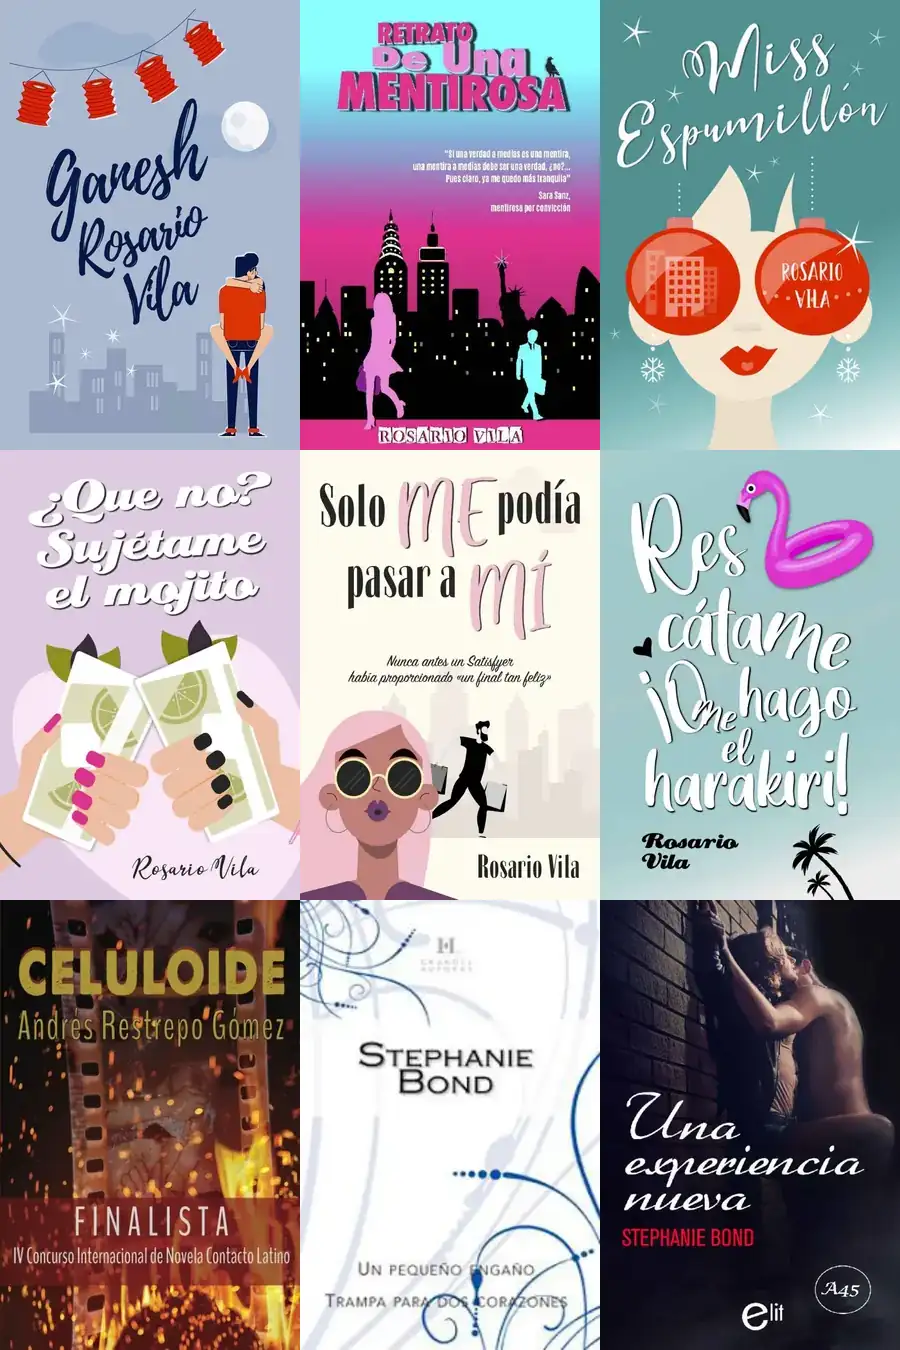 Ganesh
Rosario
Vila
RETRATO
De Una
MENTIROSA
"Si una verdad a medias es una mentira,
una mentira a medias debe ser una verdad, ¿no?...
Pues claro, ya me quedo más tranquila"
Sara Sanz,
mentirosa por convicción
ROSARIO VILA
Miss
Espumillón
ROSARIO
VILA
¿Que no?
Sujétame
el mojito
Rosario Vila
Solo ME podía
pasar a MÍ
Nunca antes un Satisfyer
había proporcionado «un final tan feliz»
Rosario Vila
Res
cátame
¡O me hago
el
harakiri!
Rosario
Vila
CELULOIDE
Andrés Restrepo Gómez
FINALISTA
IV Concurso Internacional de Novela Contacto Latino
H
GRANDES
AUTORES
STEPHANIE
BOND
UN PEQUEÑO ENGAÑO
TRAMPA PARA DOS CORAZONES
Una
experiencia
nueva
STEPHANIE BOND
elit
A45